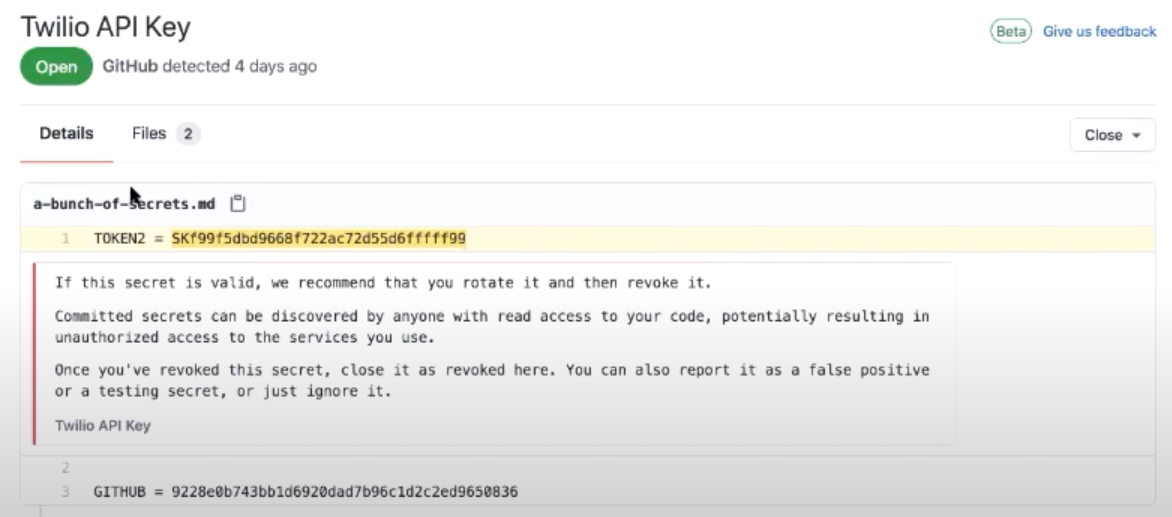 Twilio API Key
Beta Give us feedback
Open GitHub detected 4 days ago
Details Files 2 Close
a-bunch-of-secrets.md
1 TOKEN2 = SKf99f5dbd9668f722ac72d55d6fffff99
If this secret is valid, we recommend that you rotate it and then revoke it.
Committed secrets can be discovered by anyone with read access to your code, potentially resulting in
unauthorized access to the services you use.
Once you've revoked this secret, close it as revoked here. You can also report it as a false positive
or a testing secret, or just ignore it.
Twilio API Key
2
3 GITHUB = 9228e0b743bb1d6920dad7b96c1d2c2ed9650836